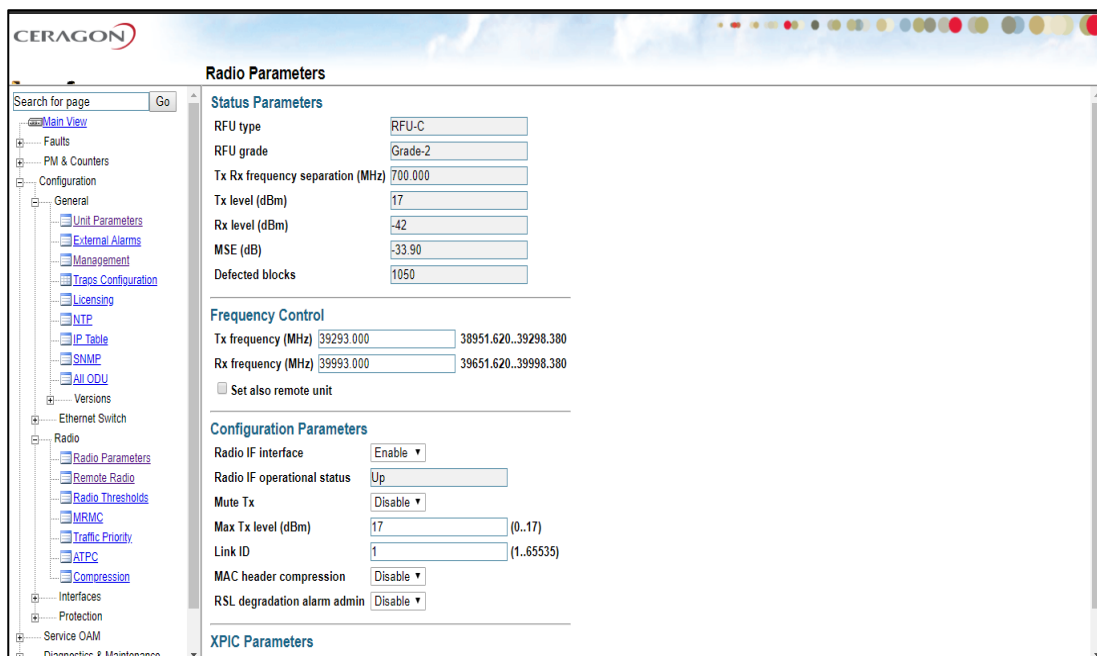 CERAGON
Radio Parameters
Search for page Go
Main View
Faults
PM & Counters
Configuration
General
Unit Parameters
External Alarms
Management
Traps Configuration
Licensing
NTP
IP Table
SNMP
All ODU
Versions
Ethernet Switch
Radio
Radio Parameters
Remote Radio
Radio Thresholds
MRMC
Traffic Priority
ATPC
Compression
Interfaces
Protection
Service OAM
Diagnostics & Maintenance
Status Parameters
RFU type RFU-C
RFU grade Grade-2
Tx Rx frequency separation (MHz) 700.000
Tx level (dBm) 17
Rx level (dBm) -42
MSE (dB) -33.90
Defected blocks 1050
Frequency Control
Tx frequency (MHz) 39293.000 38951.620..39298.380
Rx frequency (MHz) 39993.000 39651.620..39998.380
Set also remote unit
Configuration Parameters
Radio IF interface Enable
Radio IF operational status Up
Mute Tx Disable
Max Tx level (dBm) 17 (0..17)
Link ID 1 (1..65535)
MAC header compression Disable
RSL degradation alarm admin Disable
XPIC Parameters